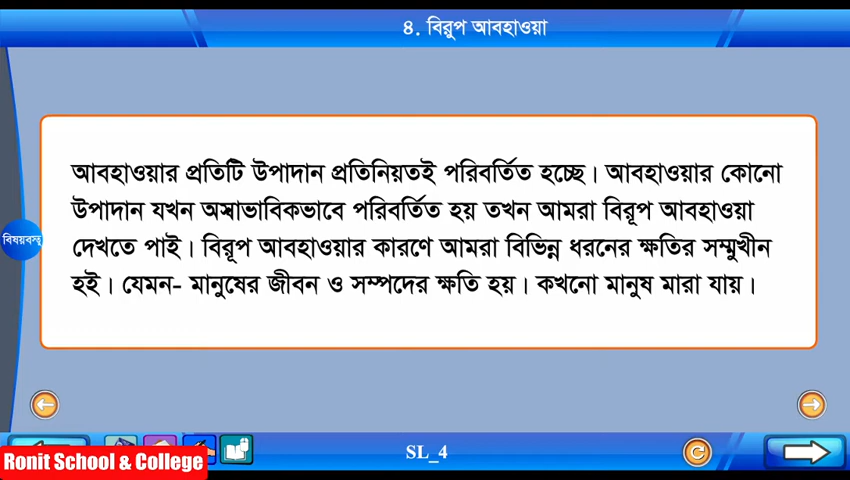 ৪. বিরুপ আবহাওয়া
আবহাওয়ার প্রতিটি উপাদান প্রতিনিয়তই পরিবর্তিত হচ্ছে। আবহাওয়ার কোনো
উপাদান যখন অস্বাভাবিকভাবে পরিবর্তিত হয় তখন আমরা বিরূপ আবহাওয়া
দেখতে পাই। বিরূপ আবহাওয়ার কারণে আমরা বিভিন্ন ধরনের ক্ষতির সম্মুখীন
হই। যেমন- মানুষের জীবন ও সম্পদের ক্ষতি হয়। কখনো মানুষ মারা যায়।
বিষয়বস্তু
SL_4
Ronit School & College